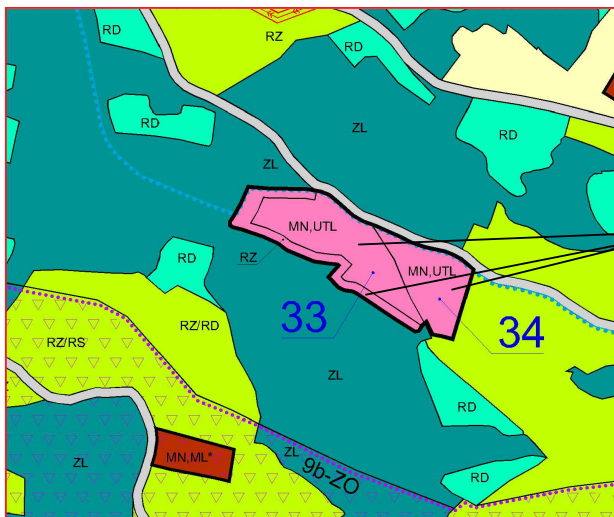 RD
RZ
RD
RD
ZL
RD
ZL
MN,UTL
RZ
RD
MN,UTL
33
34
RZ/RD
RZ/RS
ZL
RD
ZL
MN,ML*
ZL
9b-ZO
RD